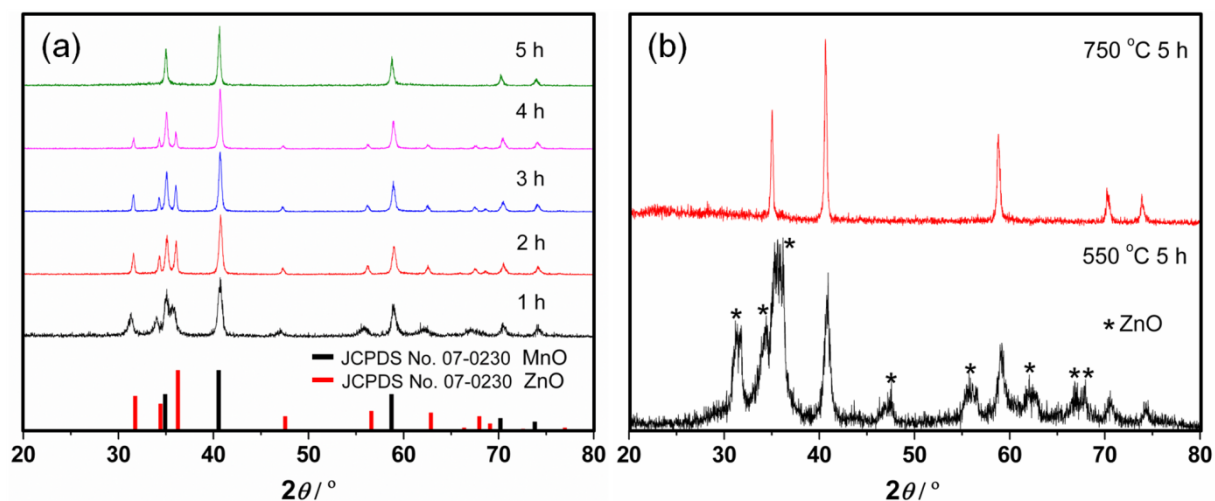 (a)
5 h
4 h
3 h
2 h
1 h
JCPDS No. 07-0230 MnO
JCPDS No. 07-0230 ZnO
20 30 40 50 60 70 80
2θ / °
(b)
750 °C 5 h
550 °C 5 h
* * * * * * * *
* ZnO
20 30 40 50 60 70 80
2θ / °